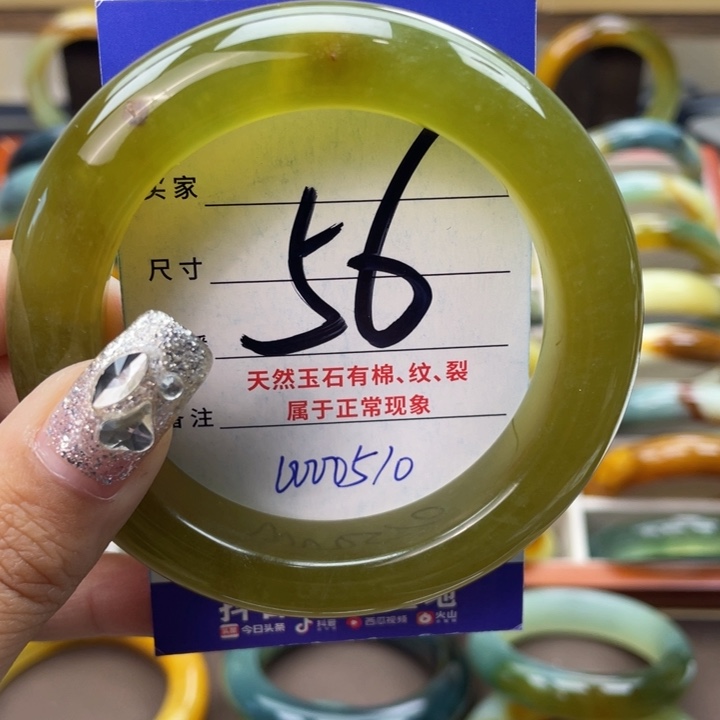 买家
尺寸
56
天然玉石有棉、纹、裂
备注
属于正常现象
今日头条 抖音 西瓜视频 火山